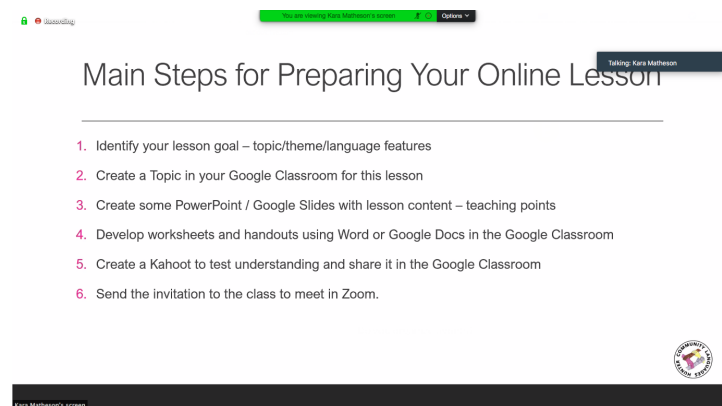 Recording
You are viewing Kara Matheson's screen
Options
Talking: Kara Matheson
Main Steps for Preparing Your Online Lesson
1. Identify your lesson goal – topic/theme/language features
2. Create a Topic in your Google Classroom for this lesson
3. Create some PowerPoint / Google Slides with lesson content – teaching points
4. Develop worksheets and handouts using Word or Google Docs in the Google Classroom
5. Create a Kahoot to test understanding and share it in the Google Classroom
6. Send the invitation to the class to meet in Zoom.
COMMUNITY LANGUAGES HUNTER
Kara Matheson's screen